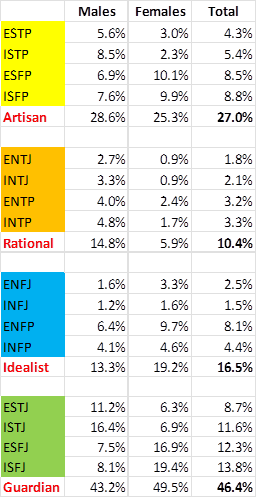 Males Females Total
ESTP 5.6% 3.0% 4.3%
ISTP 8.5% 2.3% 5.4%
ESFP 6.9% 10.1% 8.5%
ISFP 7.6% 9.9% 8.8%
Artisan 28.6% 25.3% 27.0%
ENTJ 2.7% 0.9% 1.8%
INTJ 3.3% 0.9% 2.1%
ENTP 4.0% 2.4% 3.2%
INTP 4.8% 1.7% 3.3%
Rational 14.8% 5.9% 10.4%
ENFJ 1.6% 3.3% 2.5%
INFJ 1.2% 1.6% 1.5%
ENFP 6.4% 9.7% 8.1%
INFP 4.1% 4.6% 4.4%
Idealist 13.3% 19.2% 16.5%
ESTJ 11.2% 6.3% 8.7%
ISTJ 16.4% 6.9% 11.6%
ESFJ 7.5% 16.9% 12.3%
ISFJ 8.1% 19.4% 13.8%
Guardian 43.2% 49.5% 46.4%